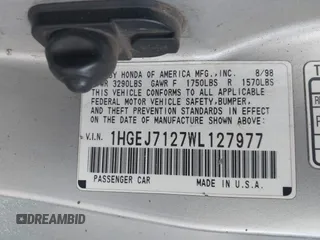 BY HONDA OF AMERICA MFG., INC. 8/98
3290LBS GAWR F 1750LBS R 1570LBS
THIS VEHICLE CONFORMS TO ALL APPLICABLE
FEDERAL MOTOR VEHICLE SAFETY, BUMPER,
AND THEFT PREVENTION STANDARDS IN EFFECT
ON THE DATE OF MANUFACTURE SHOWN ABOVE.
V.I.N. 1HGEJ7127WL127977
PASSENGER CAR MADE IN U.S.A.
DREAMBID